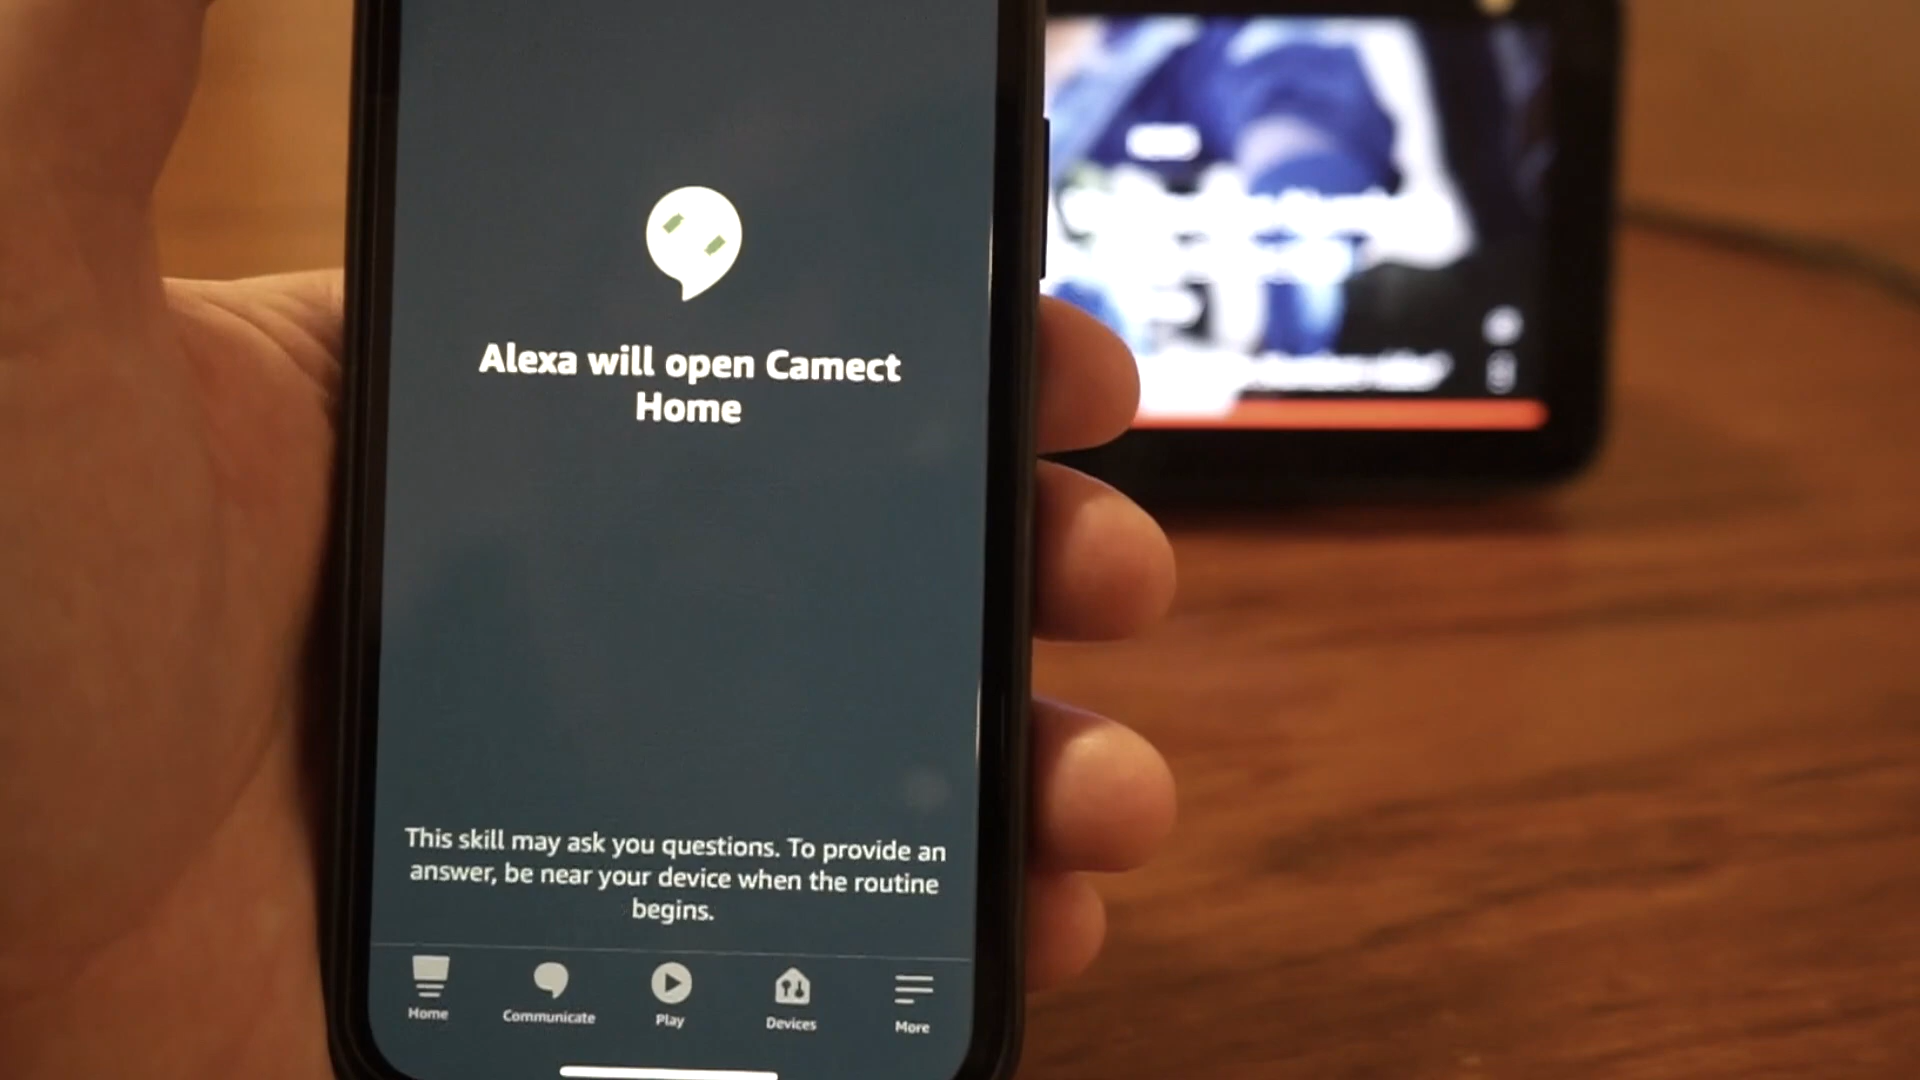 Alexa will open Camect
Home
This skill may ask you questions. To provide an
answer, be near your device when the routine
begins.
Home
Communicate
Play
Devices
More